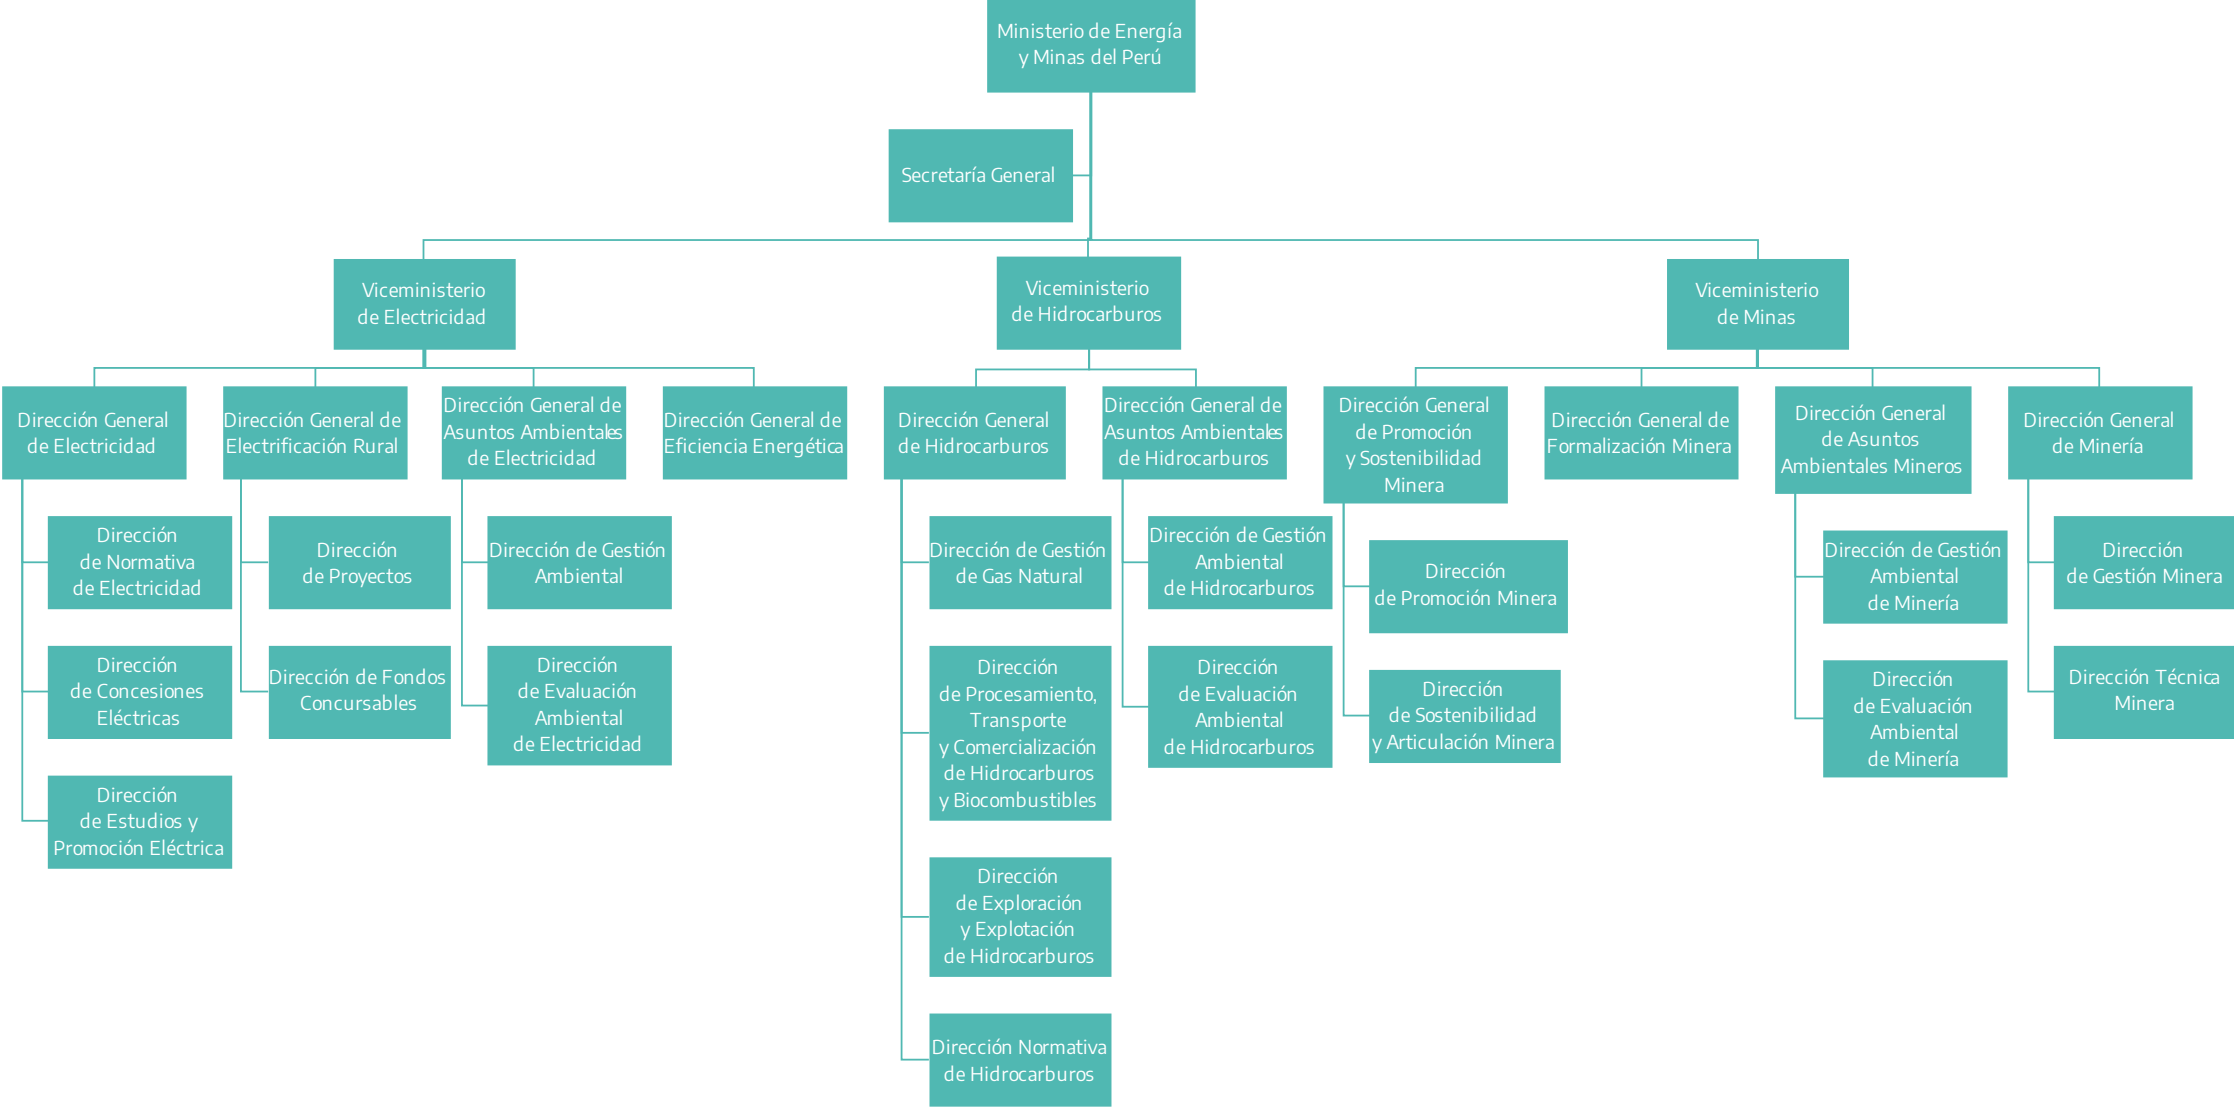 Ministerio de Energía
y Minas del Perú
Secretaría General
Viceministerio
de Electricidad
Viceministerio
de Hidrocarburos
Viceministerio
de Minas
Dirección General
de Electricidad
Dirección General de
Electrificación Rural
Dirección General de
Asuntos Ambientales
de Electricidad
Dirección General de
Eficiencia Energética
Dirección General
de Hidrocarburos
Dirección General de
Asuntos Ambientales
de Hidrocarburos
Dirección General
de Promoción
y Sostenibilidad
Minera
Dirección General de
Formalización Minera
Dirección General
de Asuntos
Ambientales Mineros
Dirección General
de Minería
Dirección
de Normativa
de Electricidad
Dirección
de Concesiones
Eléctricas
Dirección
de Estudios y
Promoción Eléctrica
Dirección
de Proyectos
Dirección de Fondos
Concursables
Dirección de Gestión
Ambiental
Dirección
de Evaluación
Ambiental
de Electricidad
Dirección de Gestión
de Gas Natural
Dirección
de Procesamiento,
Transporte
y Comercialización
de Hidrocarburos
y Biocombustibles
Dirección
de Exploración
y Explotación
de Hidrocarburos
Dirección Normativa
de Hidrocarburos
Dirección de Gestión
Ambiental
de Hidrocarburos
Dirección
de Evaluación
Ambiental
de Hidrocarburos
Dirección
de Promoción Minera
Dirección
de Sostenibilidad
y Articulación Minera
Dirección de Gestión
Ambiental
de Minería
Dirección
de Evaluación
Ambiental
de Minería
Dirección
de Gestión Minera
Dirección Técnica
Minera